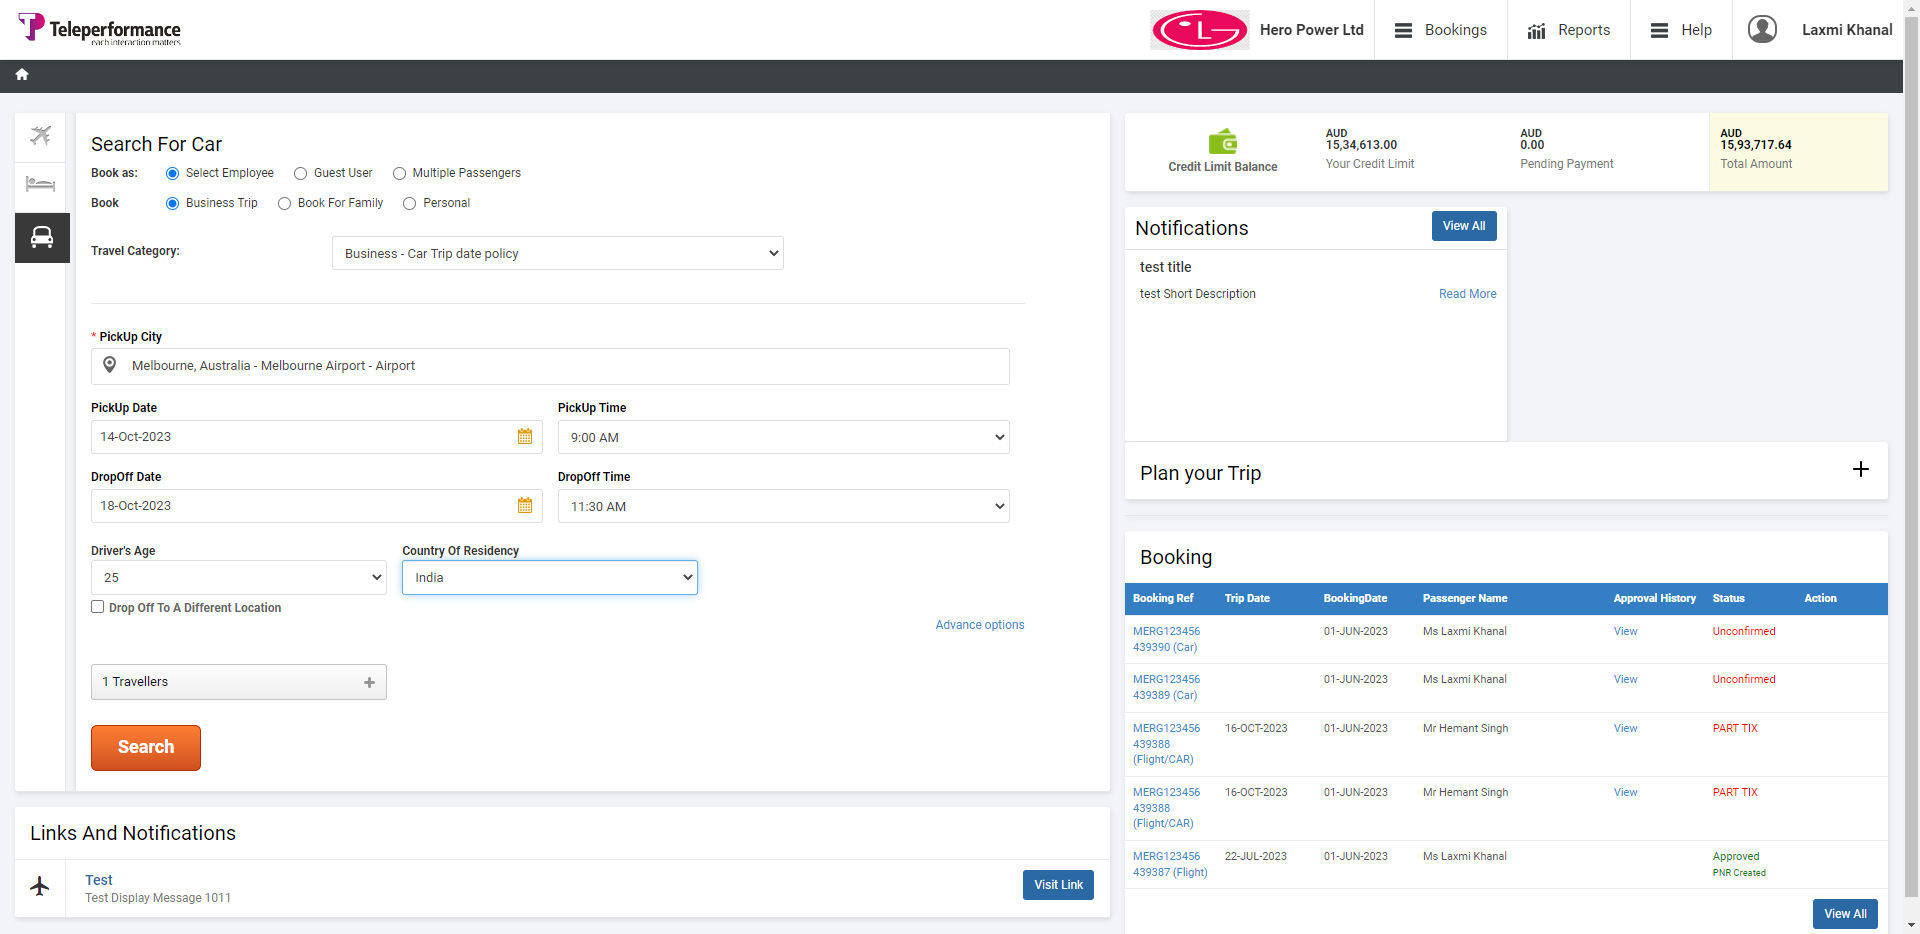 Teleperformance
each interaction matters
LG
Hero Power Ltd
Bookings
Reports
Help
Laxmi Khanal
Search For Car
Book as:
Select Employee
Guest User
Multiple Passengers
Book
Business Trip
Book For Family
Personal
Travel Category:
Business - Car Trip date policy
* PickUp City
Melbourne, Australia - Melbourne Airport - Airport
PickUp Date
PickUp Time
14-Oct-2023
9:00 AM
DropOff Date
DropOff Time
18-Oct-2023
11:30 AM
Driver's Age
Country Of Residency
25
India
Drop Off To A Different Location
Advance options
1 Travellers
Search
Links And Notifications
Test
Test Display Message 1011
Visit Link
Credit Limit Balance
AUD
15,34,613.00
Your Credit Limit
AUD
0.00
Pending Payment
AUD
15,93,717.64
Total Amount
Notifications
View All
test title
test Short Description
Read More
Plan your Trip
Booking
Booking Ref Trip Date BookingDate Passenger Name Approval History Status Action
MERG123456 01-JUN-2023 Ms Laxmi Khanal View Unconfirmed
439390 (Car)
MERG123456 01-JUN-2023 Ms Laxmi Khanal View Unconfirmed
439389 (Car)
MERG123456 16-OCT-2023 01-JUN-2023 Mr Hemant Singh View PART TIX
439388
(Flight/CAR)
MERG123456 16-OCT-2023 01-JUN-2023 Mr Hemant Singh View PART TIX
439388
(Flight/CAR)
MERG123456 22-JUL-2023 01-JUN-2023 Ms Laxmi Khanal Approved
439387 (Flight) PNR Created
View All